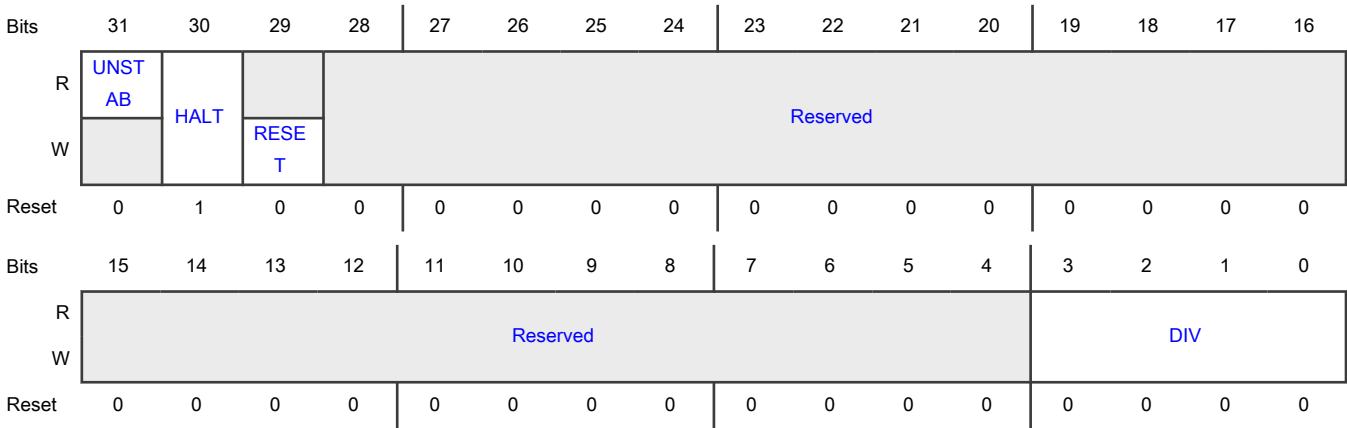 Bits 31 30 29 28 27 26 25 24 23 22 21 20 19 18 17 16
R UNST
AB HALT Reserved
W RESE
T
Reset 0 1 0 0 0 0 0 0 0 0 0 0 0 0 0 0
Bits 15 14 13 12 11 10 9 8 7 6 5 4 3 2 1 0
R Reserved DIV
W
Reset 0 0 0 0 0 0 0 0 0 0 0 0 0 0 0 0